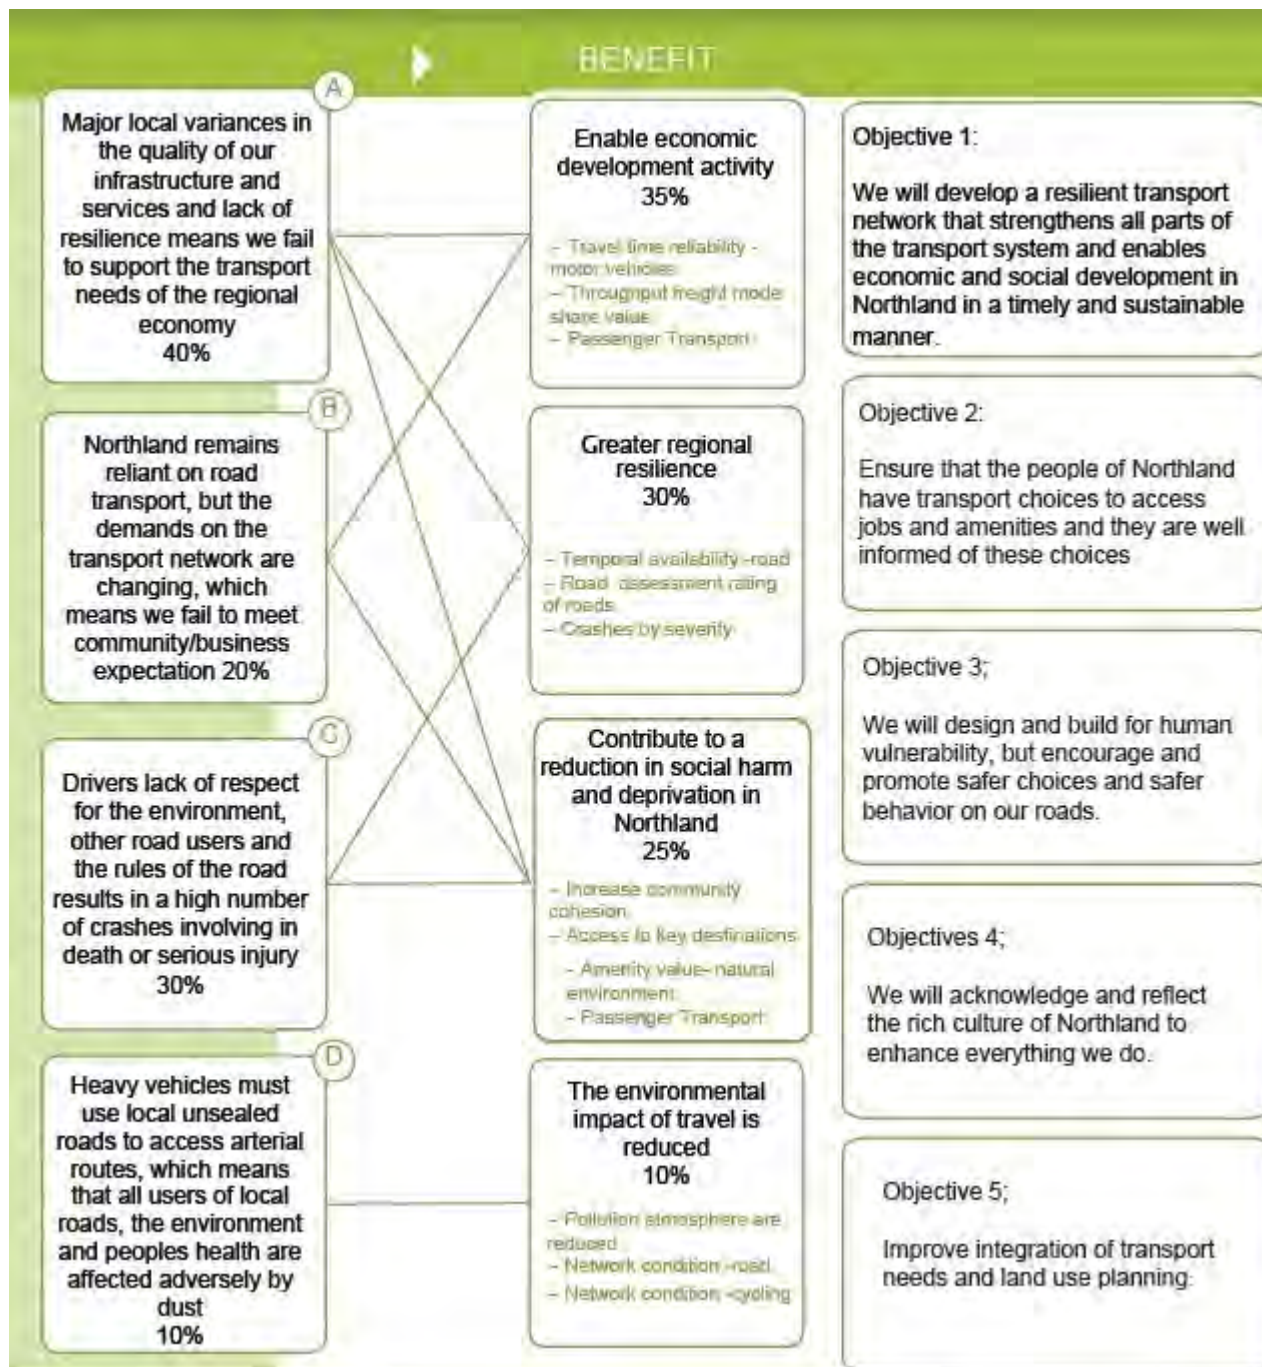 BENEFIT
A
Major local variances in
the quality of our
infrastructure and
services and lack of
resilience means we fail
to support the transport
needs of the regional
economy
40%
B
Northland remains
reliant on road
transport, but the
demands on the
transport network are
changing, which
means we fail to meet
community/business
expectation 20%
C
Drivers lack of respect
for the environment,
other road users and
the rules of the road
results in a high number
of crashes involving in
death or serious injury
30%
D
Heavy vehicles must
use local unsealed
roads to access arterial
routes, which means
that all users of local
roads, the environment
and peoples health are
affected adversely by
dust
10%
Enable economic
development activity
35%
– Travel time reliability -
motor vehicles
– Throughput freight mode
share value
– Passenger Transport
Greater regional
resilience
30%
– Temporal availability -road
– Road assessment rating
of roads
– Crashes by severity
Contribute to a
reduction in social harm
and deprivation in
Northland
25%
– Increase community
cohesion
– Access to key destinations
– Amenity value- natural
environment
– Passenger Transport
The environmental
impact of travel is
reduced
10%
– Pollution atmosphere are
reduced
– Network condition -road
– Network condition -cycling
Objective 1:
We will develop a resilient transport
network that strengthens all parts of
the transport system and enables
economic and social development in
Northland in a timely and sustainable
manner.
Objective 2:
Ensure that the people of Northland
have transport choices to access
jobs and amenities and they are well
informed of these choices
Objective 3;
We will design and build for human
vulnerability, but encourage and
promote safer choices and safer
behavior on our roads.
Objectives 4;
We will acknowledge and reflect
the rich culture of Northland to
enhance everything we do.
Objective 5;
Improve integration of transport
needs and land use planning